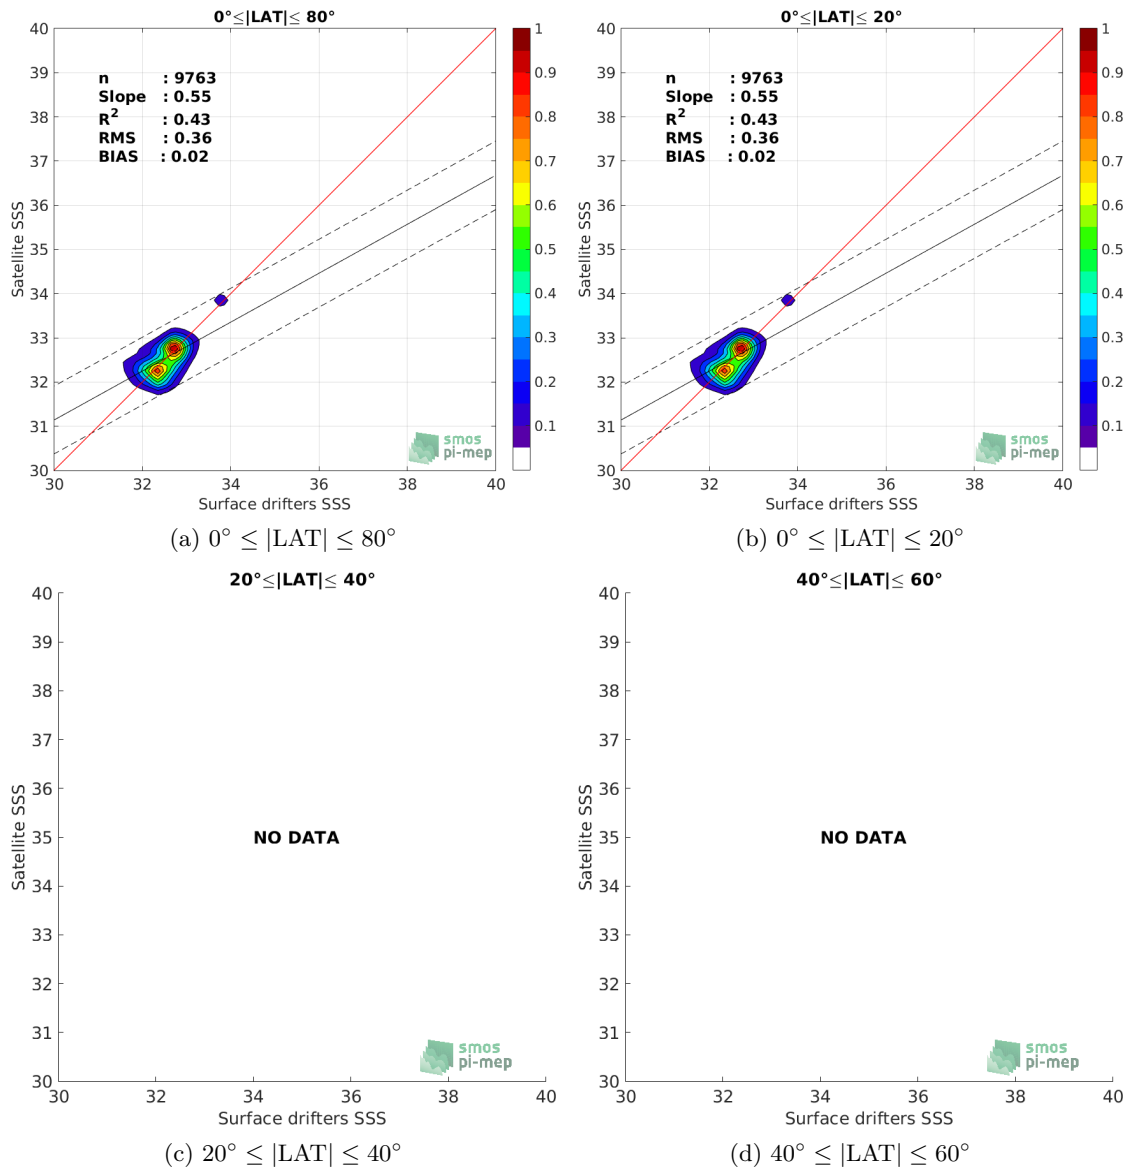 0°≤|LAT|≤ 80°
40
39
38
37
36
35
34
33
32
31
30
Satellite SSS
n : 9763
Slope : 0.55
R2 : 0.43
RMS : 0.36
BIAS : 0.02
1
0.9
0.8
0.7
0.6
0.5
0.4
0.3
0.2
0.1
smos
pi-mep
30 32 34 36 38 40
Surface drifters SSS
(a) 0° ≤ |LAT| ≤ 80°
0°≤|LAT|≤ 20°
40
39
38
37
36
35
34
33
32
31
30
Satellite SSS
n : 9763
Slope : 0.55
R2 : 0.43
RMS : 0.36
BIAS : 0.02
1
0.9
0.8
0.7
0.6
0.5
0.4
0.3
0.2
0.1
smos
pi-mep
30 32 34 36 38 40
Surface drifters SSS
(b) 0° ≤ |LAT| ≤ 20°
20°≤|LAT|≤ 40°
40
39
38
37
36
35
34
33
32
31
30
Satellite SSS
NO DATA
smos
pi-mep
30 32 34 36 38 40
Surface drifters SSS
(c) 20° ≤ |LAT| ≤ 40°
40°≤|LAT|≤ 60°
40
39
38
37
36
35
34
33
32
31
30
Satellite SSS
NO DATA
smos
pi-mep
30 32 34 36 38 40
Surface drifters SSS
(d) 40° ≤ |LAT| ≤ 60°